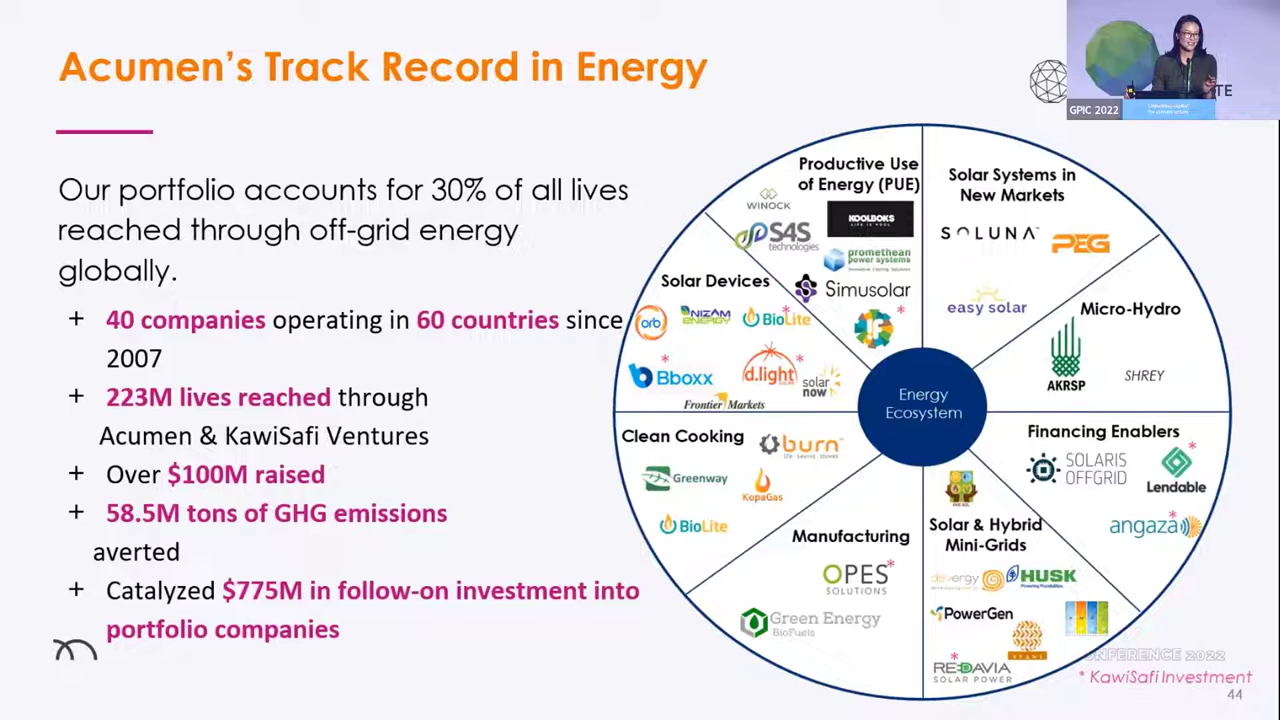 Acumen's Track Record in Energy
TE
GPIC 2022
Our portfolio accounts for 30% of all lives
reached through off-grid energy
globally.
+ 40 companies operating in 60 countries since
2007
+ 223M lives reached through
Acumen & KawiSafi Ventures
+ Over $100M raised
+ 58.5M tons of GHG emissions
averted
+ Catalyzed $775M in follow-on investment into
portfolio companies
Productive Use
of Energy (PUE)
WINOCK
KOOLBOKS
S4S
technologies
promethean
power systems
Simusolar
*
Solar Systems in
New Markets
SOLUNA
PEG
easy solar
Micro-Hydro
AKRSP
SHREY
Solar Devices
orb
NIZAM
ENERGY
BioLite
*
Bboxx
*
d.light
*
solar
now
Frontier Markets
Energy
Ecosystem
Clean Cooking
burn
Greenway
KopaGas
BioLite
Financing Enablers
SOLARIS
OFFGRID
Lendable
*
angaza
*
Manufacturing
OPES
*
SOLUTIONS
Green Energy
BioFuels
Solar & Hybrid
Mini-Grids
devergy
HUSK
Powering Possibilities
PowerGen
*
REDAVIA
SOLAR POWER
CONFERENCE 2022
* KawiSafi Investment
44